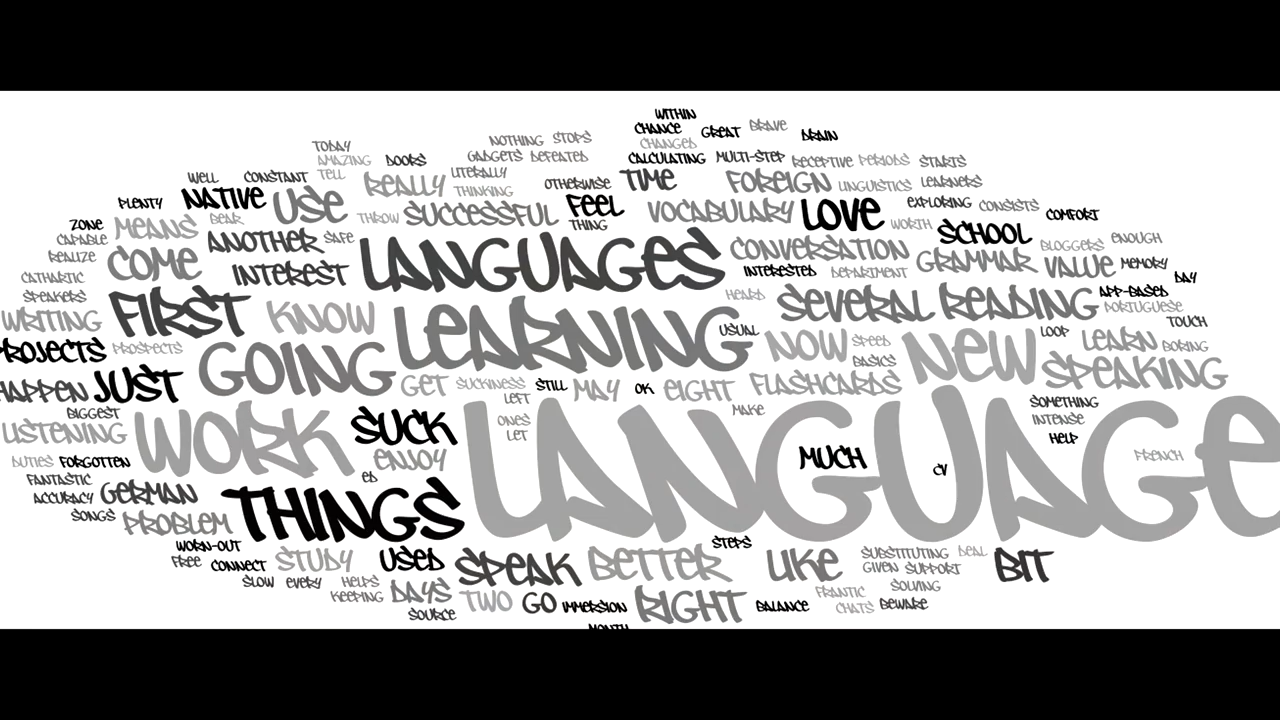 WITHIN
CHANCE GREAT BRAVE DRAIN
TODAY NOTHING STOPS CHANGED
AMAZING DOORS GADGETS DEFEATED CALCULATING MULTI-STEP RECEPTIVE PERIODS STARTS
WELL CONSTANT TELL REALLY LITERALLY THINKING OTHERWISE TIME FOREIGN LINGUISTICS LEARNERS
PLENTY NATIVE USE THROW SUCCESSFUL FEEL VOCABULARY LOVE EXPLORING CONSISTS COMFORT
ZONE MEANS BEAR THING WORTH SCHOOL
CAPABLE ANOTHER SAFE LANGUAGES CONVERSATION GRAMMAR BLOGGERS ENOUGH
REALIZE COME INTEREST INTERESTED DEPARTMENT VALUE MEMORY
CATHARTIC DAY
SPEAKERS FIRST HEARD SEVERAL READING APP-BASED
WRITING KNOW LEARNING USUAL PORTUGUESE TOUCH
PROJECTS PROSPECTS GOING NOW SPEED NEW LOOP LEARN BORING
BASICS SPEAKING
HAPPEN JUST GET SUCKINESS STILL MAY OK EIGHT FLASHCARDS
LEFT SOMETHING
BIGGEST WORK SUCK ONES MAKE INTENSE
LISTENING LET LANGUAGE HELP
DUTIES FORGOTTEN ENJOY MUCH CV FRENCH
FANTASTIC ED
ACCURACY GERMAN THINGS
SONGS PROBLEM
WORN-OUT STEPS
FREE CONNECT STUDY USED SPEAK BETTER LIKE SUBSTITUTING DEAL BIT
GIVEN SUPPORT
SLOW EVERY HELPS SOLVING
KEEPING DAYS TWO GO IMMERSION RIGHT BALANCE FRANTIC
SOURCE CHATS BEWARE
MONTH